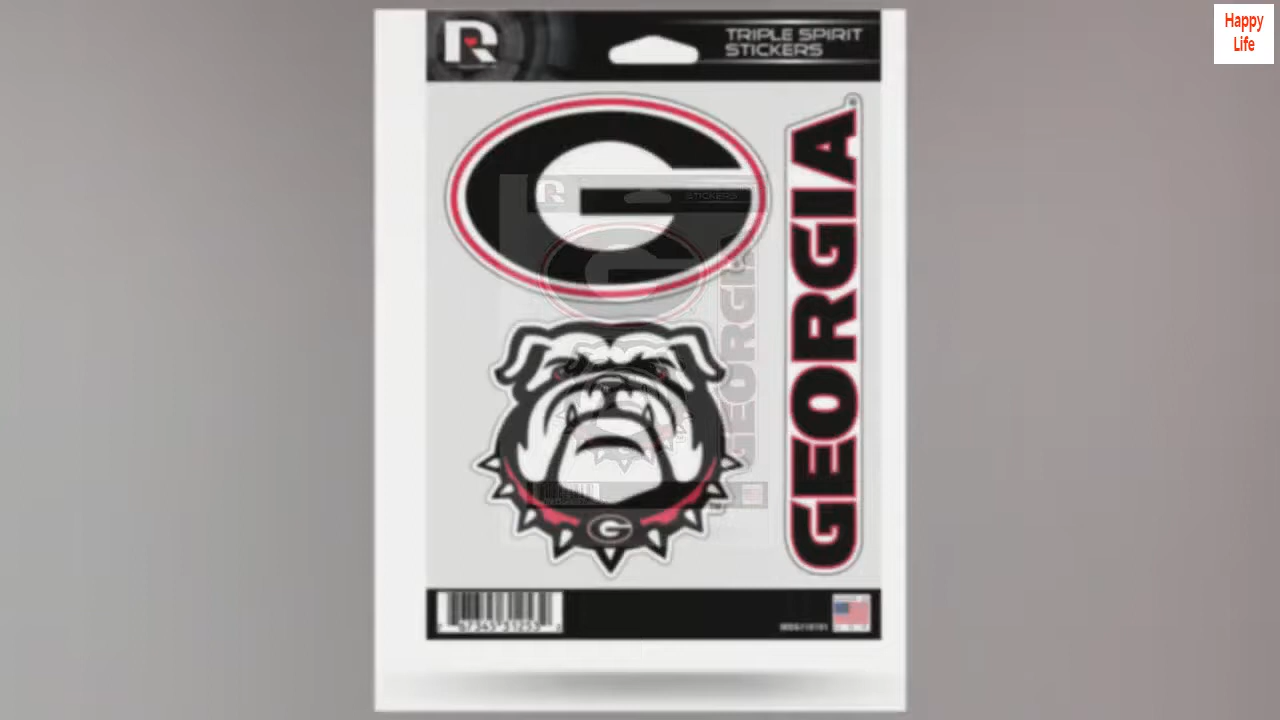 Happy
Life
R
TRIPLE SPIRIT
STICKERS
G
GEORGIA
G